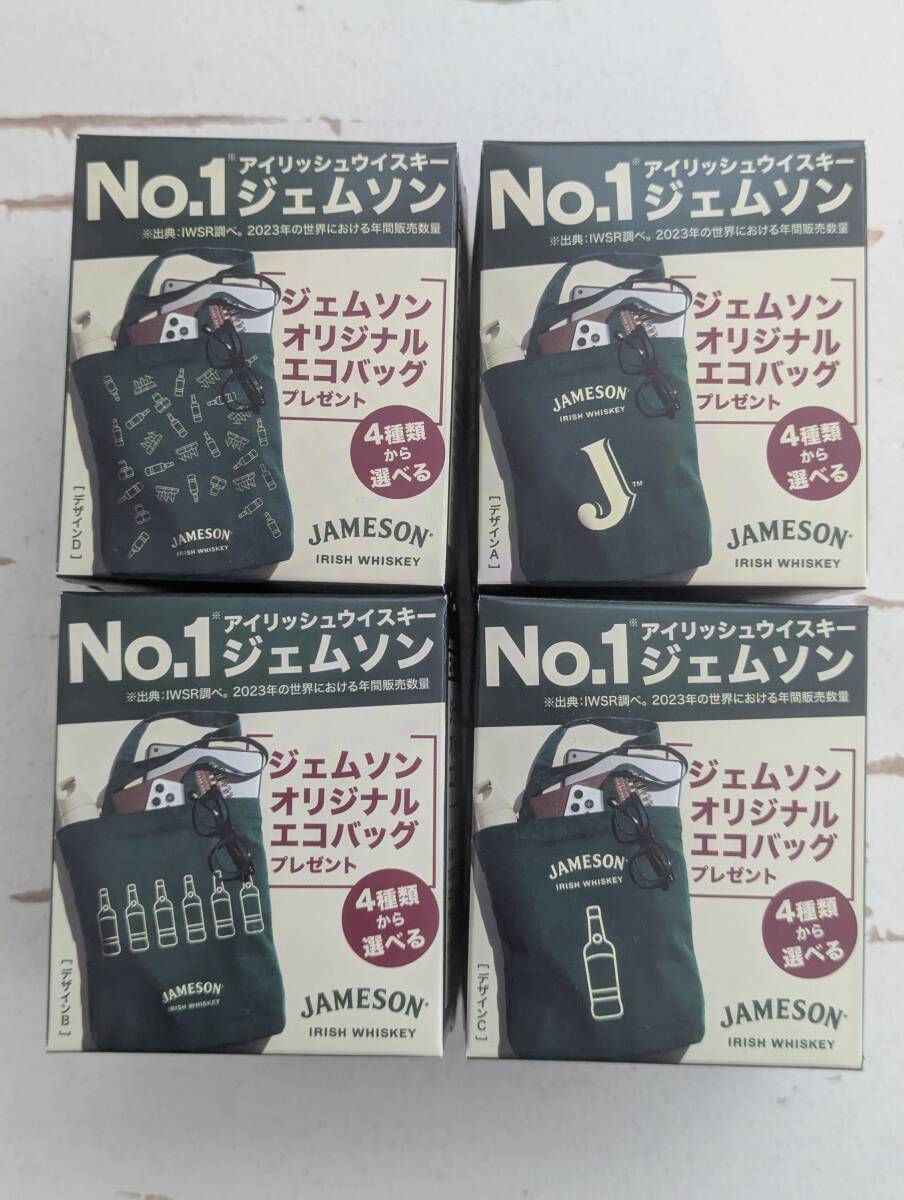 No.1※アイリッシュウイスキー
ジェムソン
※出典:IWSR調べ。2023年の世界における年間販売数量
ジェムソン
オリジナル
エコバッグ
プレゼント
4種類
から
選べる
JAMESON
IRISH WHISKEY
[デザインD]
JAMESON
IRISH WHISKEY
No.1※アイリッシュウイスキー
ジェムソン
※出典:IWSR調べ。2023年の世界における年間販売数量
ジェムソン
オリジナル
エコバッグ
プレゼント
JAMESON
IRISH WHISKEY
J™
4種類
から
選べる
[デザインA]
JAMESON
IRISH WHISKEY
No.1※アイリッシュウイスキー
ジェムソン
※出典:IWSR調べ。2023年の世界における年間販売数量
ジェムソン
オリジナル
エコバッグ
プレゼント
4種類
から
選べる
JAMESON
IRISH WHISKEY
[デザインB]
JAMESON
IRISH WHISKEY
No.1※アイリッシュウイスキー
ジェムソン
※出典:IWSR調べ。2023年の世界における年間販売数量
ジェムソン
オリジナル
エコバッグ
プレゼント
JAMESON
IRISH WHISKEY
4種類
から
選べる
[デザインC]
JAMESON
IRISH WHISKEY